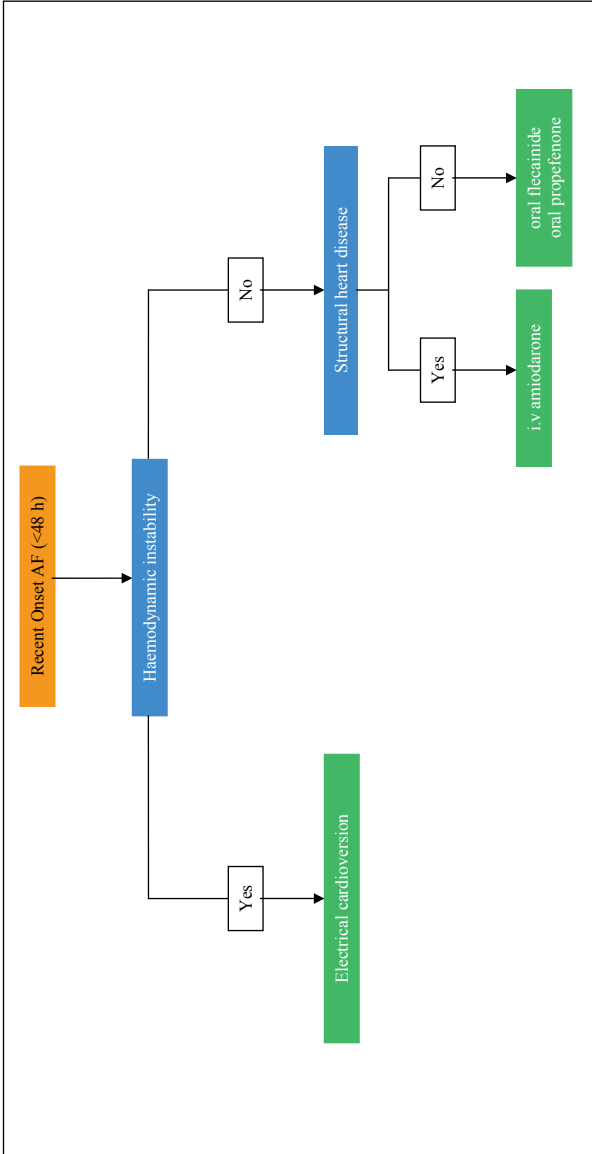 Recent Onset AF (<48 h)
Haemodynamic instability
Yes
No
Electrical cardioversion
Structural heart disease
Yes
No
i.v amiodarone
oral flecainide
oral propefenone